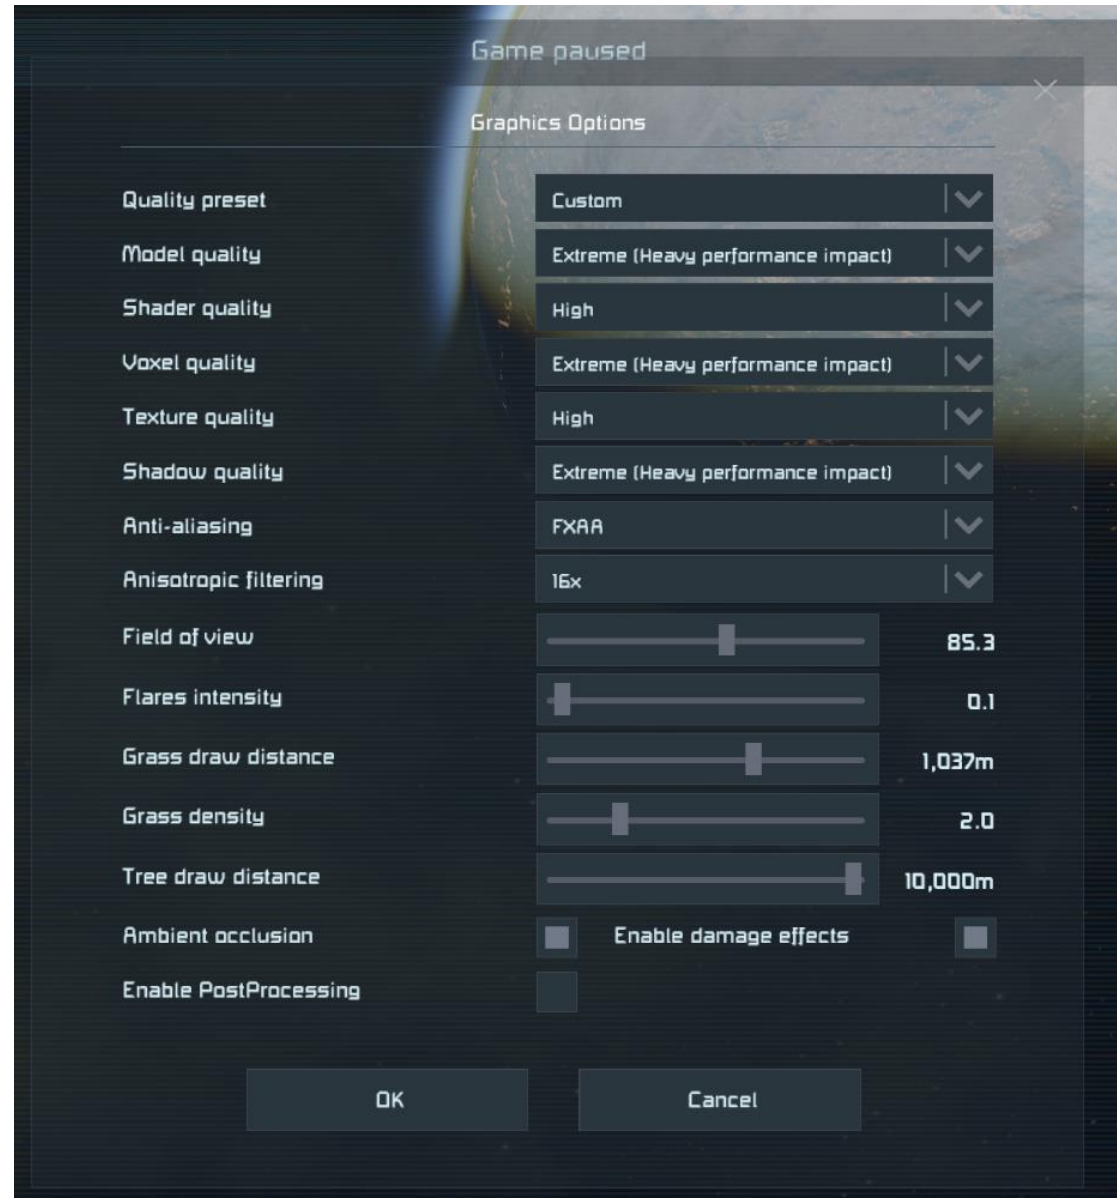 Game paused
Graphics Options
Quality preset Custom
Model quality Extreme (Heavy performance impact)
Shader quality High
Voxel quality Extreme (Heavy performance impact)
Texture quality High
Shadow quality Extreme (Heavy performance impact)
Anti-aliasing FXAA
Anisotropic filtering 16x
Field of view 85.3
Flares intensity 0.1
Grass draw distance 1,037m
Grass density 2.0
Tree draw distance 10,000m
Ambient occlusion Enable damage effects
Enable PostProcessing
OK Cancel